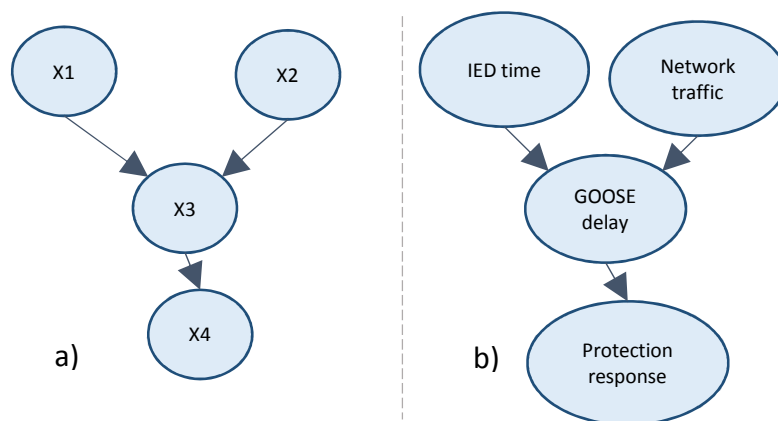 X1
X2
X3
X4
a)
IED time
Network
traffic
GOOSE
delay
Protection
response
b)